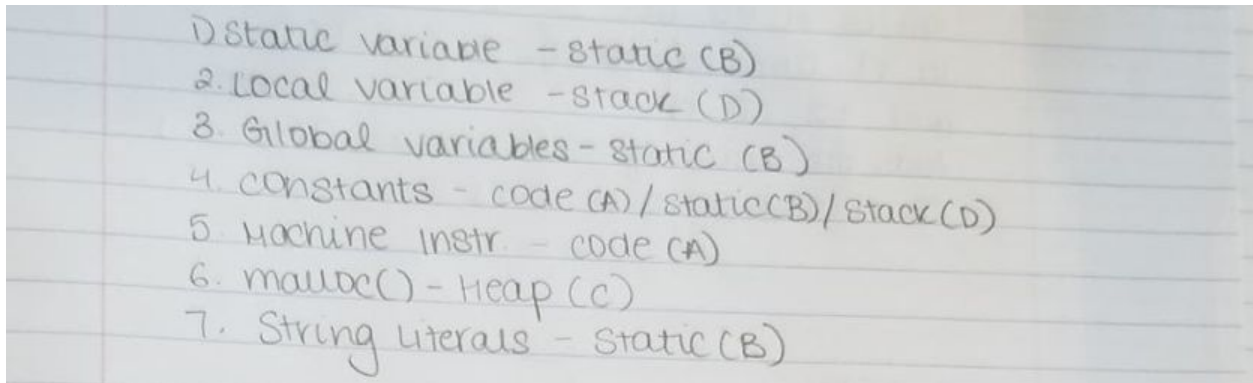 1) Static variable - static (B)
2. Local variable - stack (D)
3. Global variables - static (B)
4. constants - code (A) / static (B) / stack (D)
5. Machine instr. - code (A)
6. malloc() - Heap (C)
7. String literals - static (B)